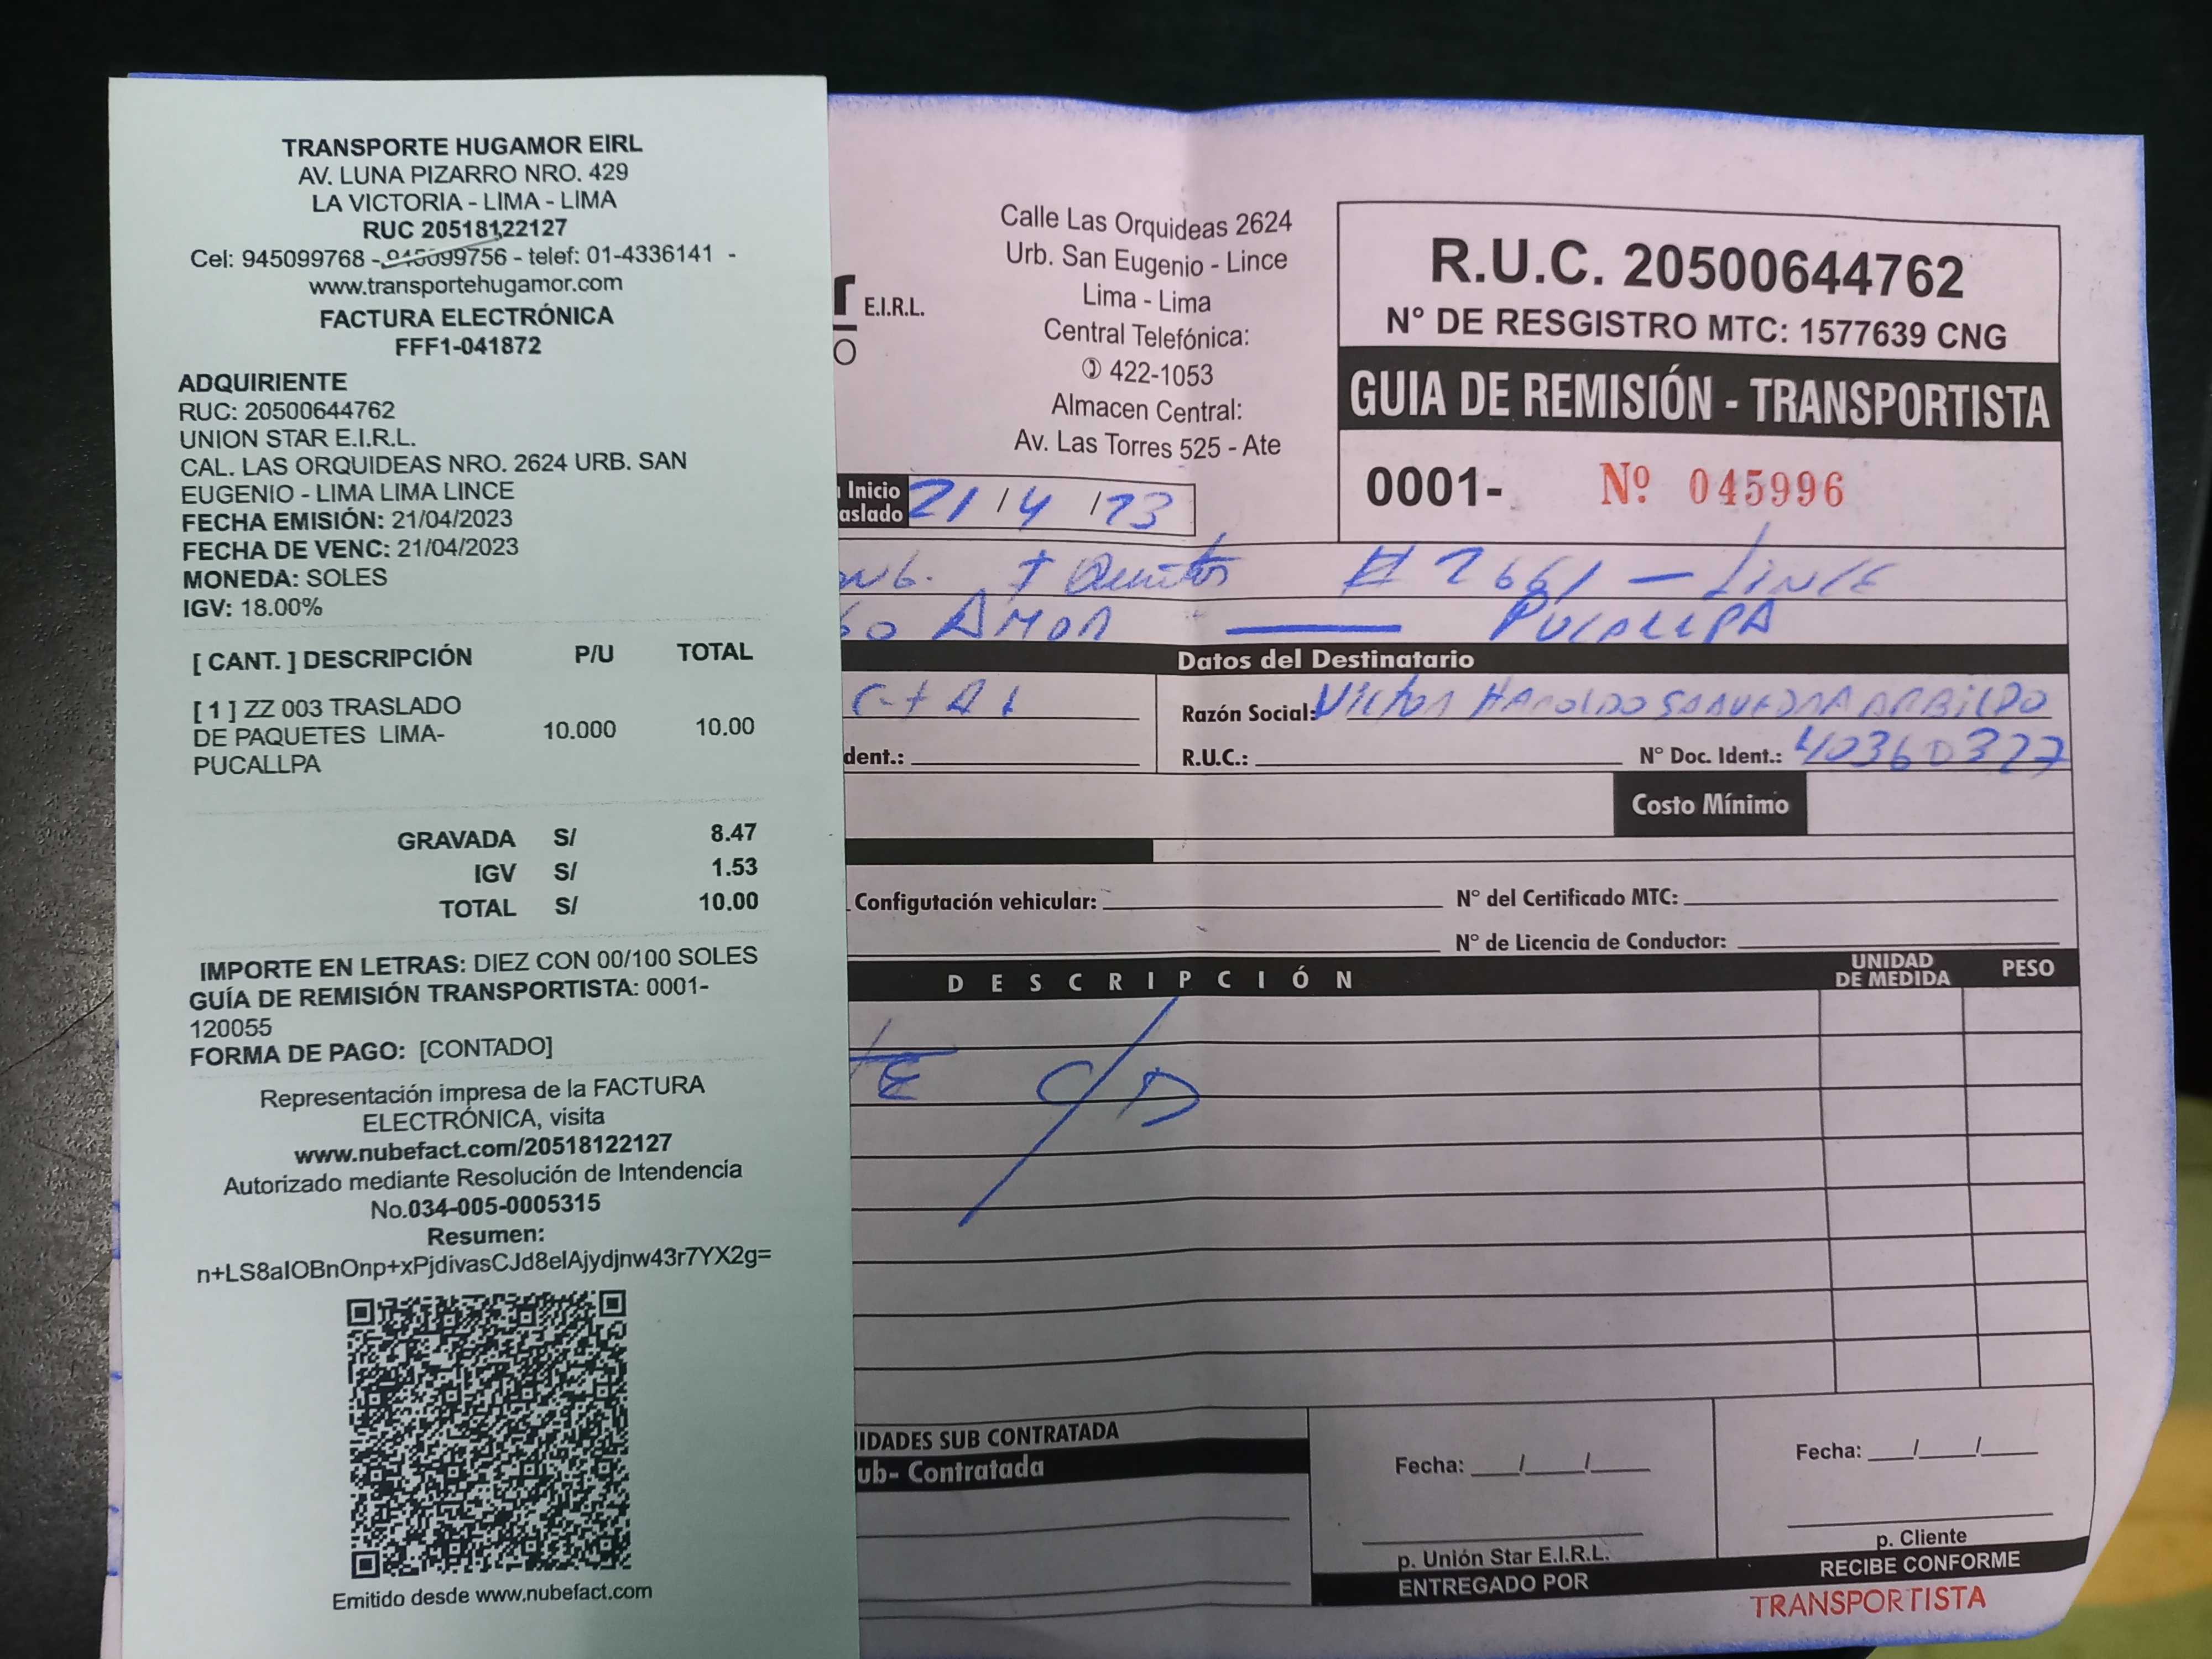 TRANSPORTE HUGAMOR EIRL
AV. LUNA PIZARRO NRO. 429
LA VICTORIA - LIMA - LIMA
RUC 20518122127
Cel: 945099768 - 945099756 - telef: 01-4336141 -
www.transportehugamor.com
FACTURA ELECTRÓNICA
FFF1-041872
ADQUIRIENTE
RUC: 20500644762
UNION STAR E.I.R.L.
CAL. LAS ORQUIDEAS NRO. 2624 URB. SAN
EUGENIO - LIMA LIMA LINCE
FECHA EMISIÓN: 21/04/2023
FECHA DE VENC: 21/04/2023
MONEDA: SOLES
IGV: 18.00%
[ CANT. ] DESCRIPCIÓN P/U TOTAL
[ 1 ] ZZ 003 TRASLADO
DE PAQUETES LIMA- 10.000 10.00
PUCALLPA
GRAVADA S/ 8.47
IGV S/ 1.53
TOTAL S/ 10.00
IMPORTE EN LETRAS: DIEZ CON 00/100 SOLES
GUÍA DE REMISIÓN TRANSPORTISTA: 0001-
120055
FORMA DE PAGO: [CONTADO]
Representación impresa de la FACTURA
ELECTRÓNICA, visita
www.nubefact.com/20518122127
Autorizado mediante Resolución de Intendencia
No.034-005-0005315
Resumen:
n+LS8aIOBnOnp+xPjdivasCJd8elAjydjnw43r7YX2g=
Emitido desde www.nubefact.com
r E.I.R.L.
O
Calle Las Orquideas 2624
Urb. San Eugenio - Lince
Lima - Lima
Central Telefónica:
✆ 422-1053
Almacen Central:
Av. Las Torres 525 - Ate
R.U.C. 20500644762
N° DE RESGISTRO MTC: 1577639 CNG
GUIA DE REMISIÓN - TRANSPORTISTA
0001- Nº 045996
Inicio
aslado 21 / 4 / 23
# 2661 - LINCE
GO AMOR — PUCALLPA
Datos del Destinatario
Razón Social: Victor HAROLDO SAAVEDRA ARBILDO
dent.:
R.U.C.: N° Doc. Ident.: 40360327
Costo Mínimo
Configutación vehicular: N° del Certificado MTC:
N° de Licencia de Conductor:
DESCRIPCIÓN UNIDAD DE MEDIDA PESO
TE C/D
IDADES SUB CONTRATADA
ub- Contratada
Fecha: / /
p. Unión Star E.I.R.L.
ENTREGADO POR
Fecha: / /
p. Cliente
RECIBE CONFORME
TRANSPORTISTA